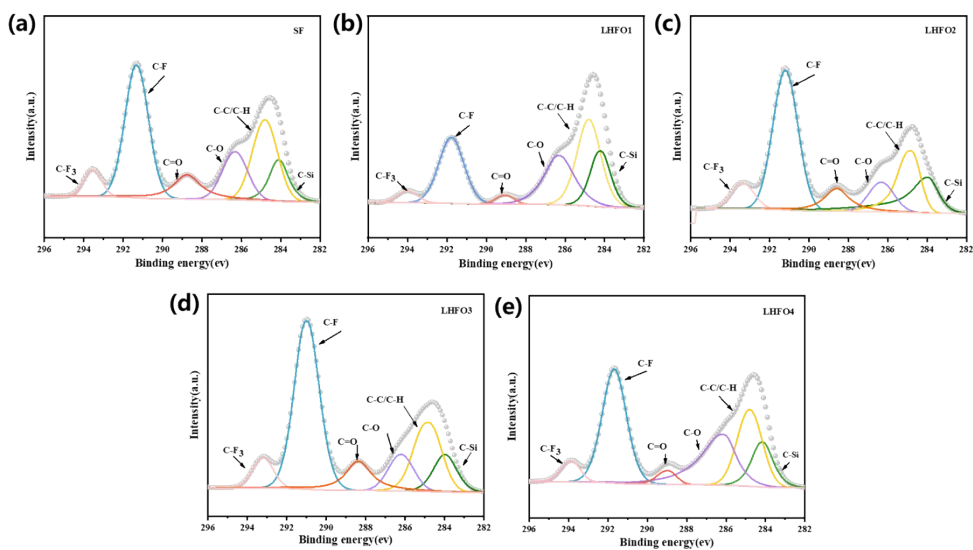 (a)
SF
C-F
C-C/C-H
C-O
C=O
C-F3
C-Si
Intensity(a.u.)
296 294 292 290 288 286 284 282
Binding energy(ev)
(b)
LHFO1
C-C/C-H
C-F
C-O
C-Si
C-F3
C=O
Intensity(a.u.)
296 294 292 290 288 286 284 282
Binding energy(ev)
(c)
LHFO2
C-F
C-C/C-H
C=O
C-O
C-F3
C-Si
Intensity(a.u.)
296 294 292 290 288 286 284 282
Binding energy(ev)
(d)
LHFO3
C-F
C-C/C-H
C-O
C=O
C-F3
C-Si
Intensity(a.u.)
296 294 292 290 288 286 284 282
Binding energy(ev)
(e)
LHFO4
C-F
C-C/C-H
C-O
C=O
C-F3
C-Si
Intensity(a.u.)
296 294 292 290 288 286 284 282
Binding energy(ev)